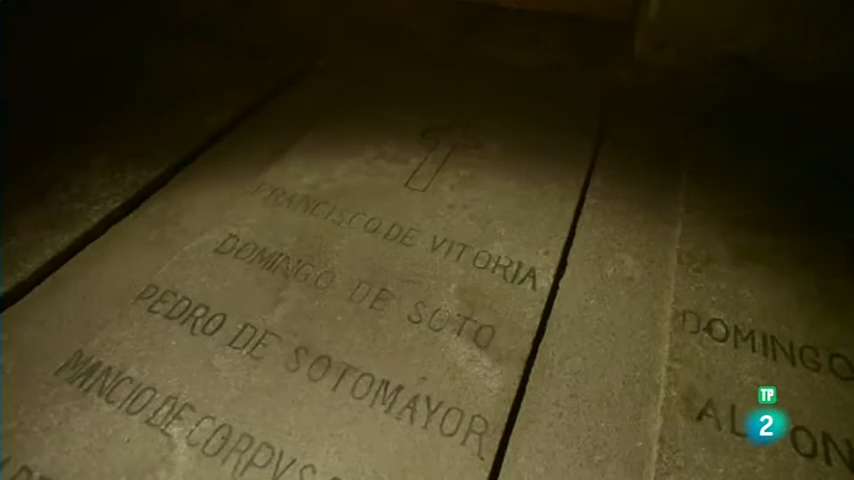 FRANCISCO DE VITORIA
DOMINGO DE SOTO
PEDRO DE SOTOMAYOR
MANCIO DE CORPVS
DOMINGO
TP
2